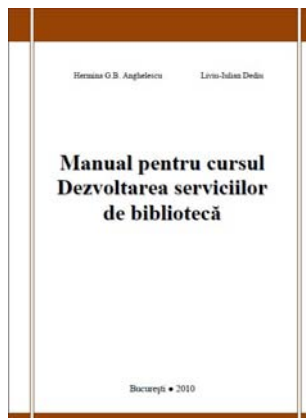 Hermina G.B. Anghelescu Liviu-Iulian Dediu
Manual pentru cursul
Dezvoltarea serviciilor
de bibliotecă
București ● 2010